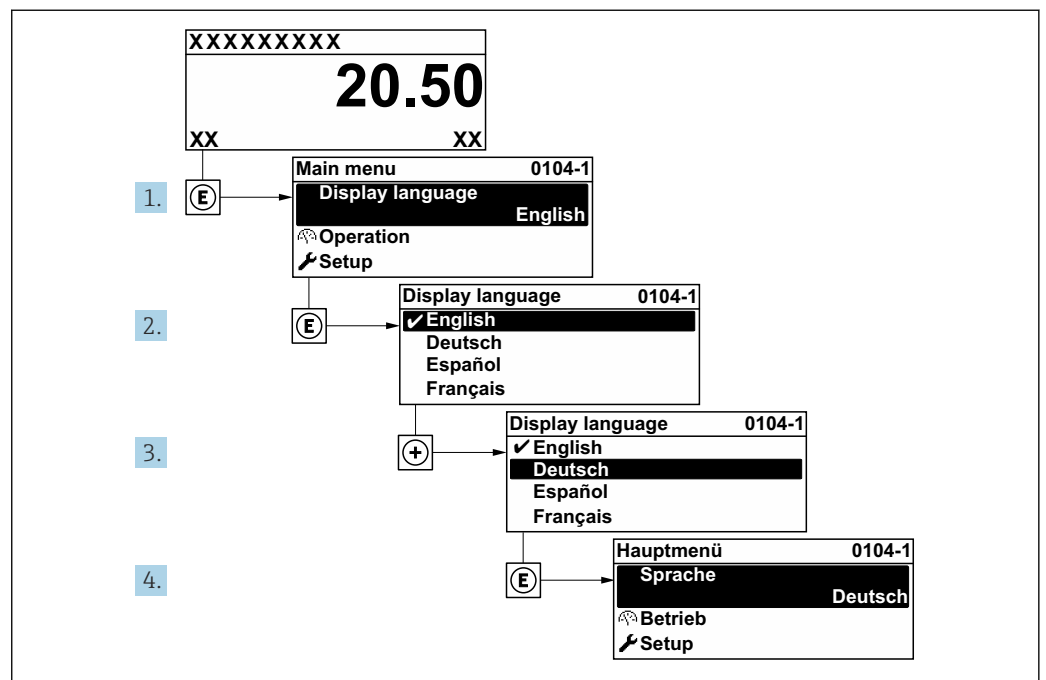 XXXXXXXXX
20.50
XX XX
1. E
Main menu 0104-1
Display language
English
Operation
Setup
2. E
Display language 0104-1
✔English
Deutsch
Español
Français
3. +
Display language 0104-1
✔English
Deutsch
Español
Français
4. E
Hauptmenü 0104-1
Sprache
Deutsch
Betrieb
Setup